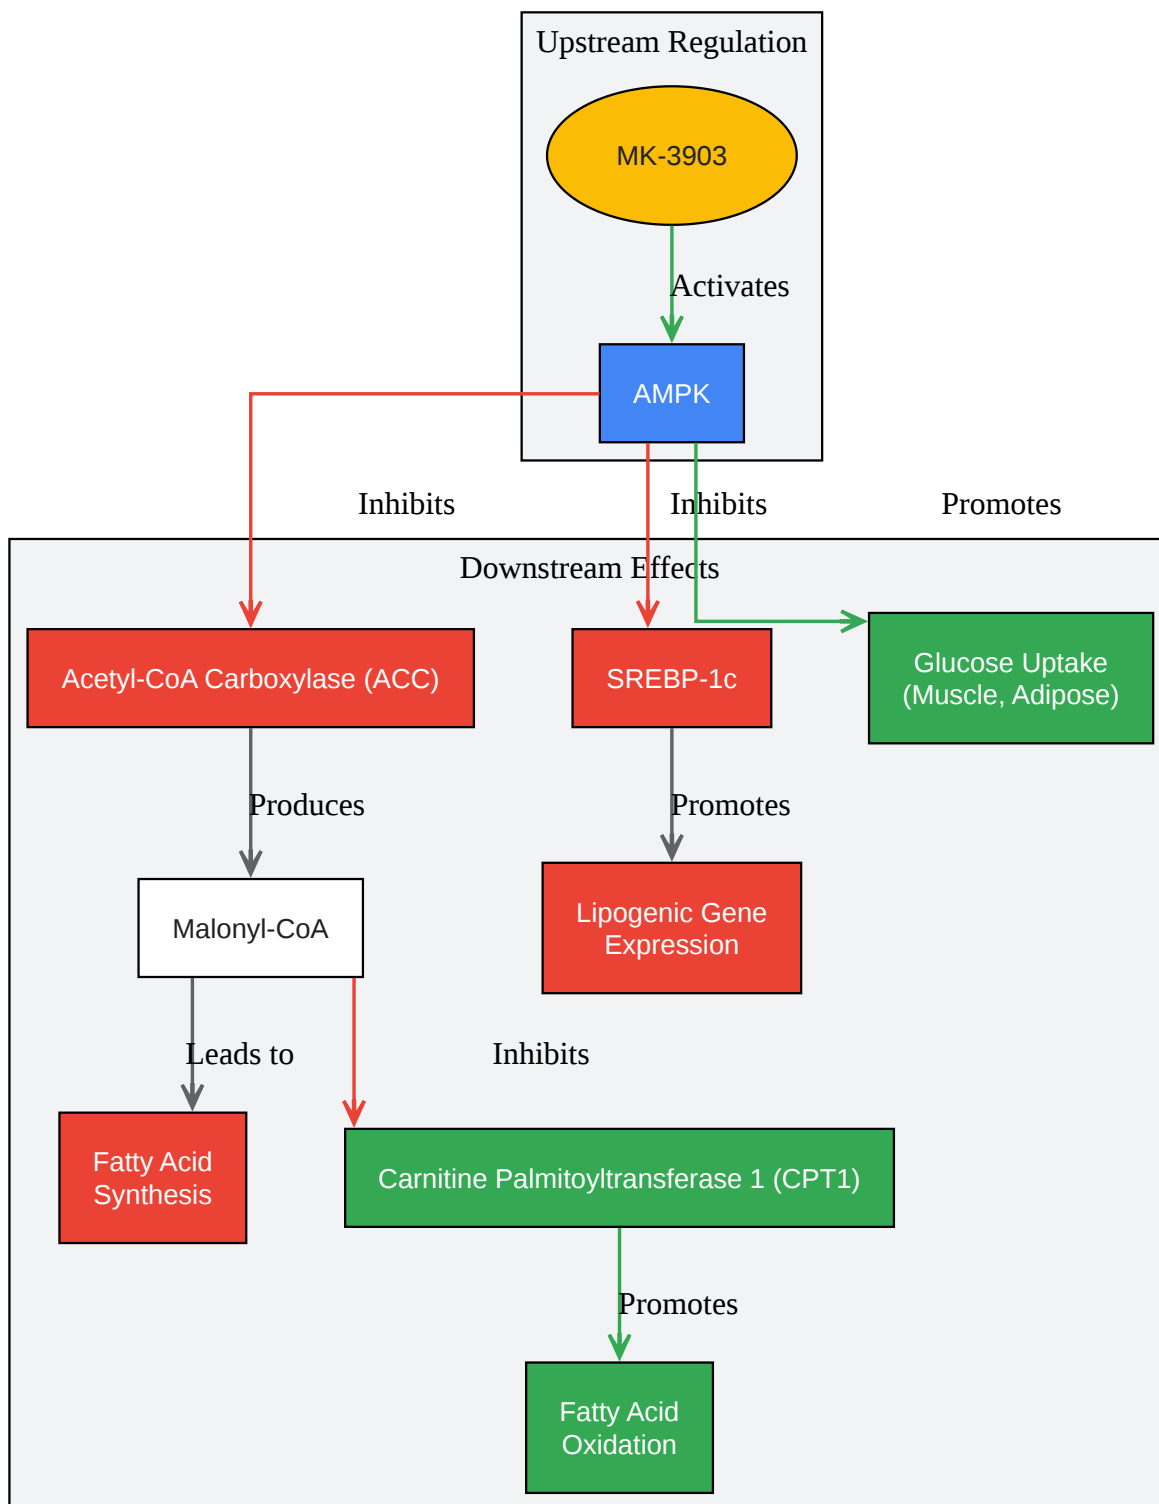 Upstream Regulation
MK-3903
Activates
AMPK
Inhibits
Inhibits
Promotes
Downstream Effects
Acetyl-CoA Carboxylase (ACC)
SREBP-1c
Glucose Uptake
(Muscle, Adipose)
Produces
Promotes
Malonyl-CoA
Lipogenic Gene
Expression
Leads to
Inhibits
Fatty Acid
Synthesis
Carnitine Palmitoyltransferase 1 (CPT1)
Promotes
Fatty Acid
Oxidation